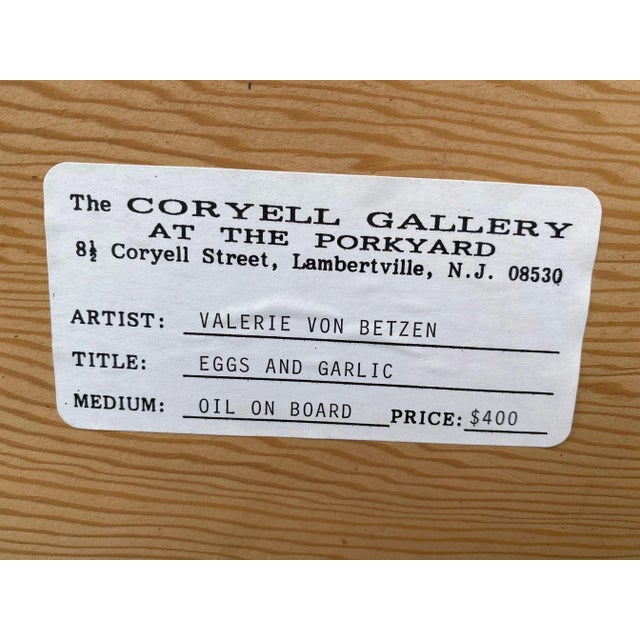 The CORYELL GALLERY
AT THE PORKYARD
8½ Coryell Street, Lambertville, N.J. 08530
ARTIST: VALERIE VON BETZEN
TITLE: EGGS AND GARLIC
MEDIUM: OIL ON BOARD PRICE: $400